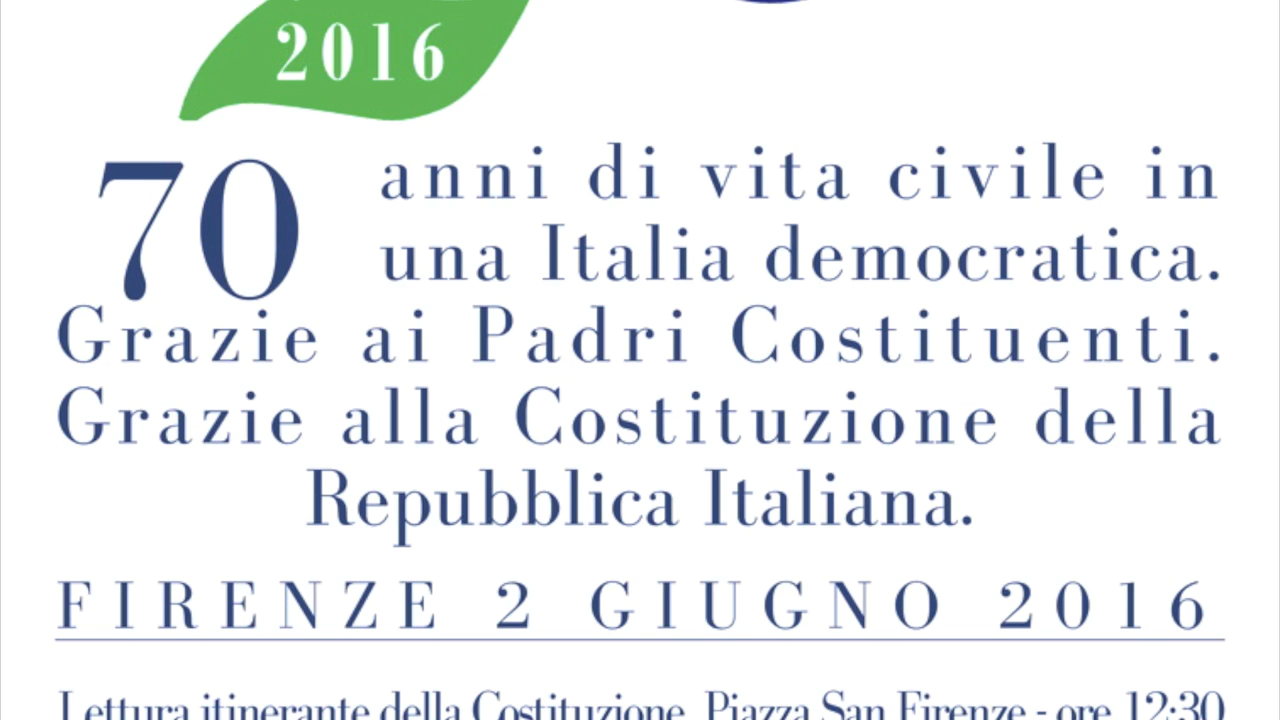 2016
70 anni di vita civile in
una Italia democratica.
Grazie ai Padri Costituenti.
Grazie alla Costituzione della
Repubblica Italiana.
FIRENZE 2 GIUGNO 2016
Lettura itinerante della Costituzione Piazza San Firenze - ore 12:30